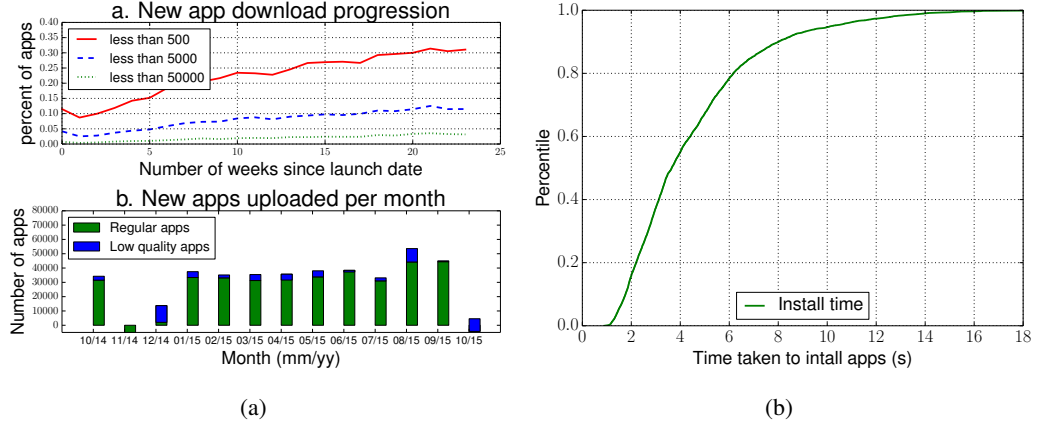 a. New app download progression
percent of apps
0.40
0.35
0.30
0.25
0.20
0.15
0.10
0.05
0.00
less than 500
less than 5000
less than 50000
0 5 10 15 20 25
Number of weeks since launch date
b. New apps uploaded per month
Number of apps
80000
70000
60000
50000
40000
30000
20000
10000
0
Regular apps
Low quality apps
10/14 11/14 12/14 01/15 02/15 03/15 04/15 05/15 06/15 07/15 08/15 09/15 10/15
Month (mm/yy)
(a)
Percentile
1.0
0.8
0.6
0.4
0.2
0.0
Install time
0 2 4 6 8 10 12 14 16 18
Time taken to intall apps (s)
(b)